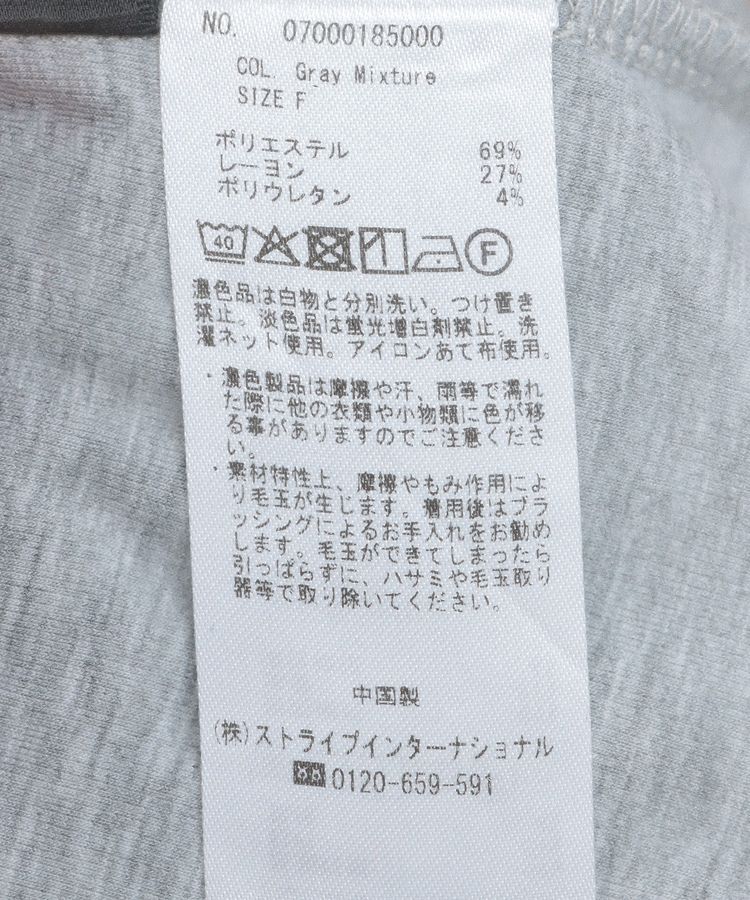 NO. 07000185000
COL. Gray Mixture
SIZE F
ポリエステル 69%
レーヨン 27%
ポリウレタン 4%
40 F
濃色品は白物と分別洗い。つけ置き
禁止。淡色品は蛍光増白剤禁止。洗
濯ネット使用。アイロンあて布使用。
・濃色製品は摩擦や汗、雨等で濡れ
た際に他の衣類や小物類に色が移
る事がありますのでご注意くださ
い。
・素材特性上、摩擦やもみ作用によ
り毛玉が生じます。着用後はブラ
ッシングによるお手入れをお勧め
します。毛玉ができてしまったら
引っぱらずに、ハサミや毛玉取り
器等で取り除いてください。
中国製
(株)ストライプインターナショナル
0120-659-591